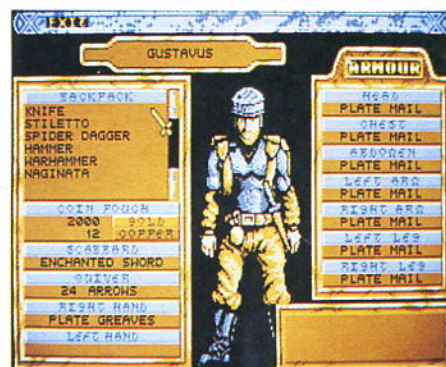 EXIT
GUSTAVUS
BACKPACK
KNIFE
STILETTO
SPIDER DAGGER
HAMMER
WARHAMMER
NAGINATA
COIN POUCH
2000 GOLD
12 COPPER
SCABBARD
ENCHANTED SWORD
QUIVER
24 ARROWS
RIGHT HAND
PLATE GREAVES
LEFT HAND
ARMOUR
HEAD
PLATE MAIL
CHEST
PLATE MAIL
ABDOMEN
PLATE MAIL
LEFT ARM
PLATE MAIL
RIGHT ARM
PLATE MAIL
LEFT LEG
PLATE MAIL
RIGHT LEG
PLATE MAIL